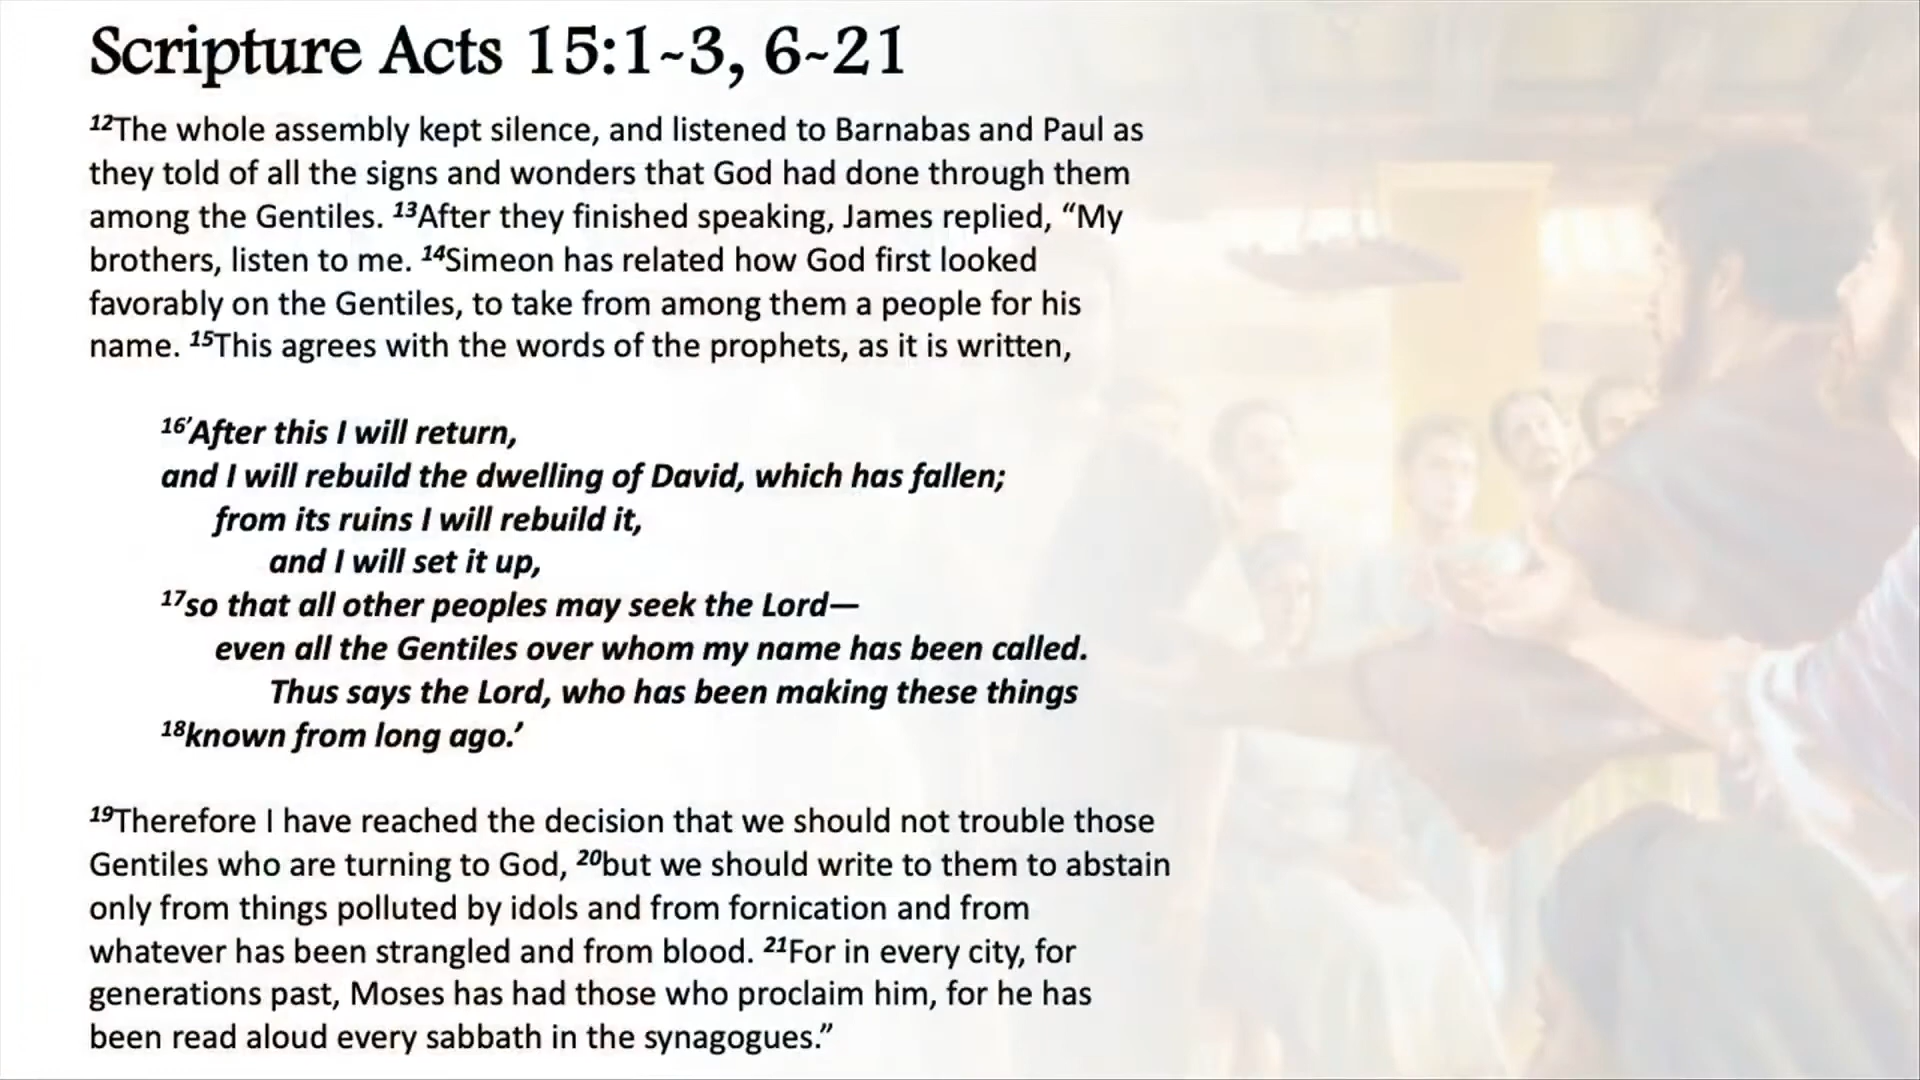 Scripture Acts 15:1~3, 6~21
12The whole assembly kept silence, and listened to Barnabas and Paul as
they told of all the signs and wonders that God had done through them
among the Gentiles. 13After they finished speaking, James replied, “My
brothers, listen to me. 14Simeon has related how God first looked
favorably on the Gentiles, to take from among them a people for his
name. 15This agrees with the words of the prophets, as it is written,
16‘After this I will return,
and I will rebuild the dwelling of David, which has fallen;
from its ruins I will rebuild it,
and I will set it up,
17so that all other peoples may seek the Lord—
even all the Gentiles over whom my name has been called.
Thus says the Lord, who has been making these things
18known from long ago.’
19Therefore I have reached the decision that we should not trouble those
Gentiles who are turning to God, 20but we should write to them to abstain
only from things polluted by idols and from fornication and from
whatever has been strangled and from blood. 21For in every city, for
generations past, Moses has had those who proclaim him, for he has
been read aloud every sabbath in the synagogues.”